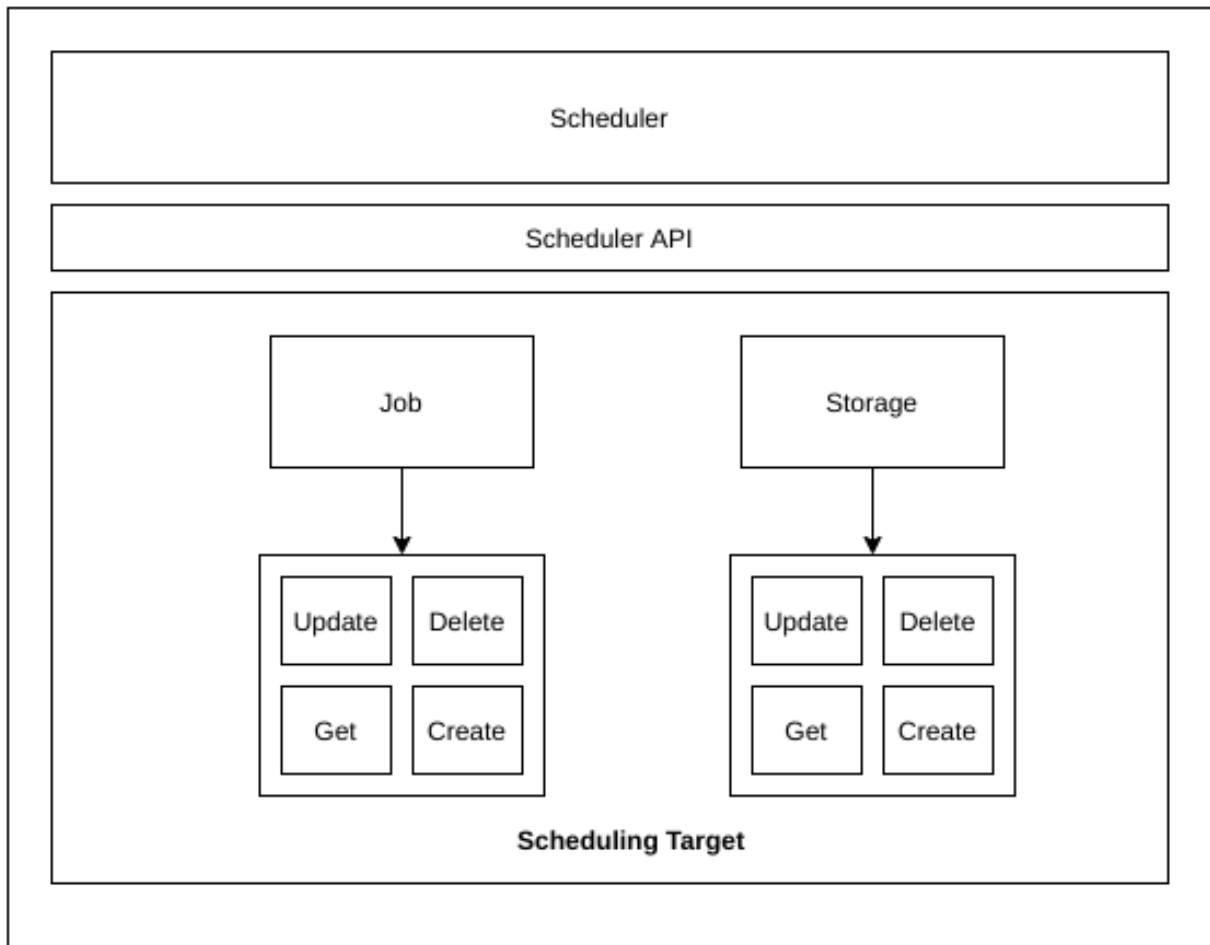 Scheduler
Scheduler API
Job
Storage
Update Delete
Get Create
Update Delete
Get Create
Scheduling Target